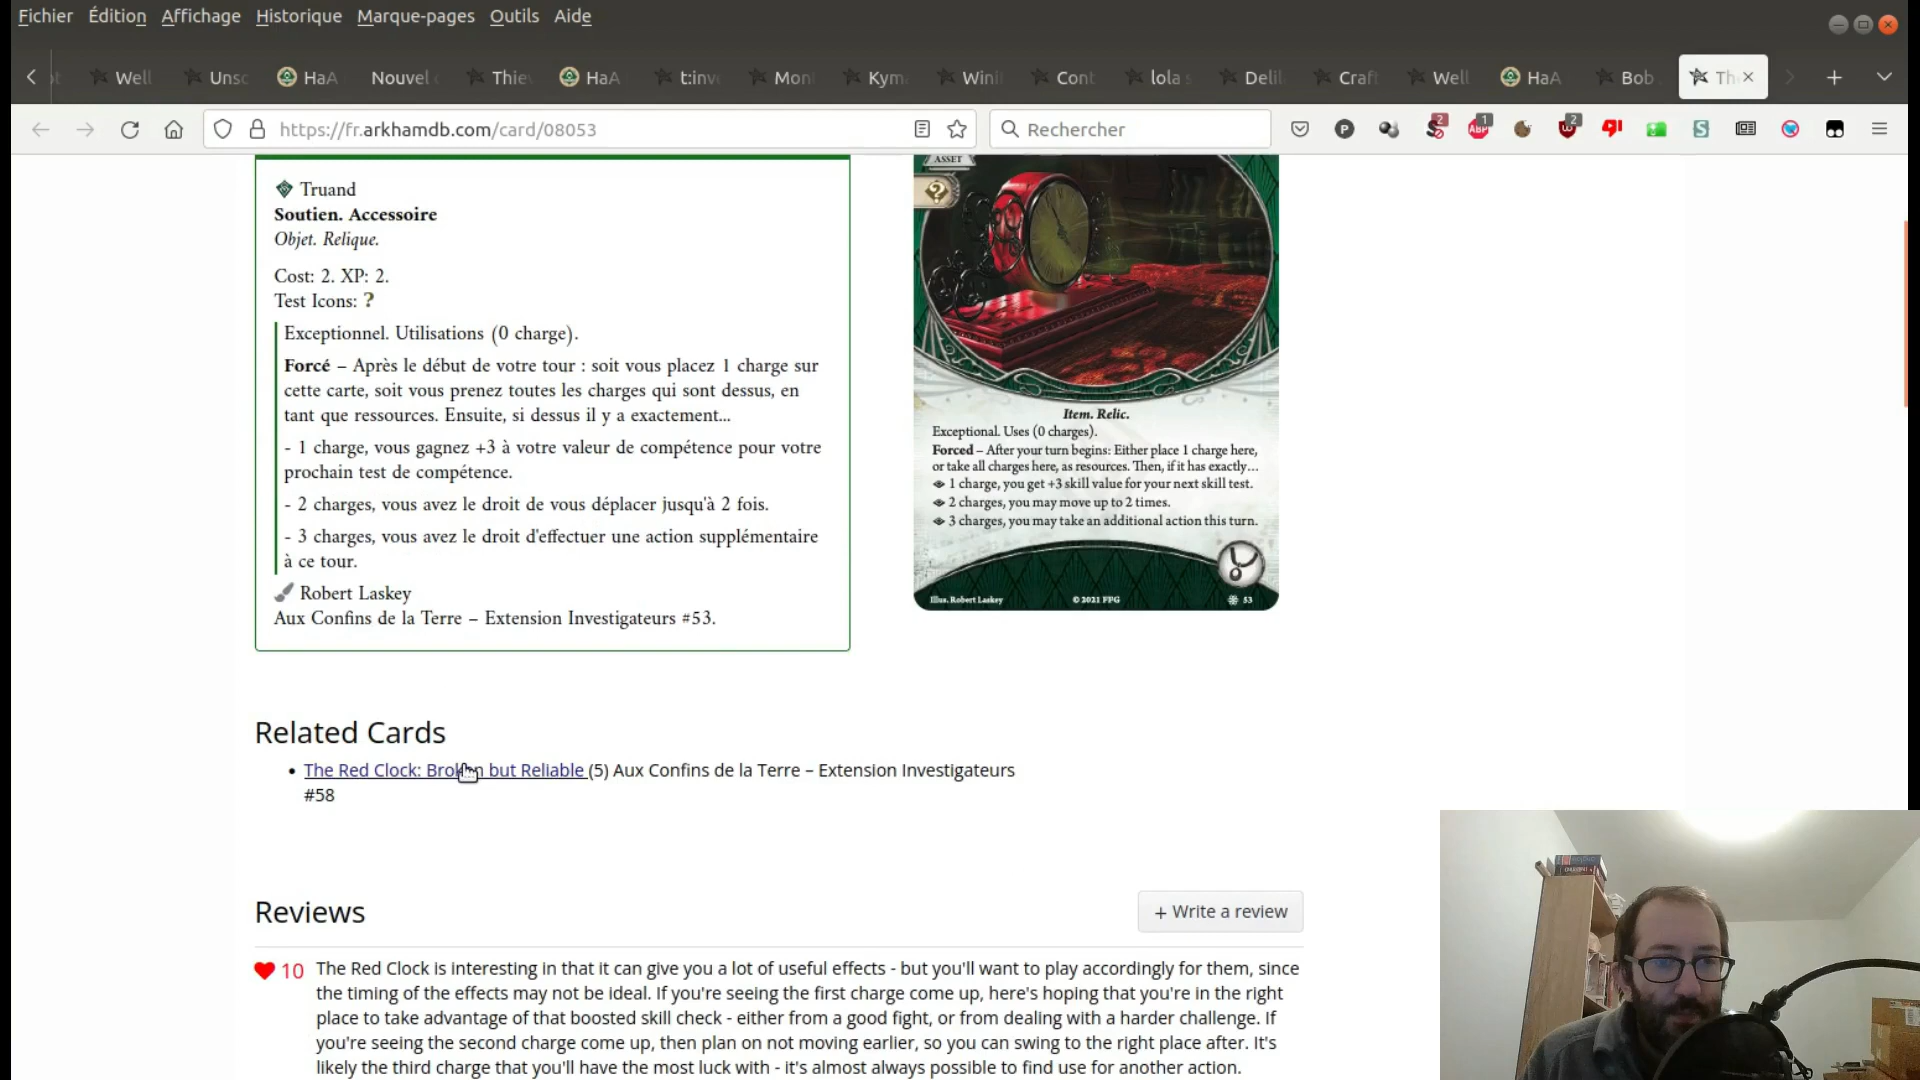 Fichier Édition Affichage Historique Marque-pages Outils Aide
Well Unsc HaA Nouvel Thie HaA t:inv Mon Kym Wini Cont lola s Delil Craft Well HaA Bob Th
https://fr.arkhamdb.com/card/08053 Rechercher 2 1 2
Truand
Soutien. Accessoire
Objet. Relique.
Cost: 2. XP: 2.
Test Icons: ?
Exceptionnel. Utilisations (0 charge).
Forcé – Après le début de votre tour : soit vous placez 1 charge sur
cette carte, soit vous prenez toutes les charges qui sont dessus, en
tant que ressources. Ensuite, si dessus il y a exactement...
- 1 charge, vous gagnez +3 à votre valeur de compétence pour votre
prochain test de compétence.
- 2 charges, vous avez le droit de vous déplacer jusqu'à 2 fois.
- 3 charges, vous avez le droit d'effectuer une action supplémentaire
à ce tour.
Robert Laskey
Aux Confins de la Terre – Extension Investigateurs #53.
ASSET
?
Item. Relic.
Exceptional. Uses (0 charges).
Forced – After your turn begins: Either place 1 charge here,
or take all charges here, as resources. Then, if it has exactly…
1 charge, you get +3 skill value for your next skill test.
2 charges, you may move up to 2 times.
3 charges, you may take an additional action this turn.
Illus. Robert Laskey © 2021 FFG 53
Related Cards
The Red Clock: Broken but Reliable (5) Aux Confins de la Terre – Extension Investigateurs
#58
Reviews
+ Write a review
10 The Red Clock is interesting in that it can give you a lot of useful effects - but you'll want to play accordingly for them, since
the timing of the effects may not be ideal. If you're seeing the first charge come up, here's hoping that you're in the right
place to take advantage of that boosted skill check - either from a good fight, or from dealing with a harder challenge. If
you're seeing the second charge come up, then plan on not moving earlier, so you can swing to the right place after. It's
likely the third charge that you'll have the most luck with - it's almost always possible to find use for another action.